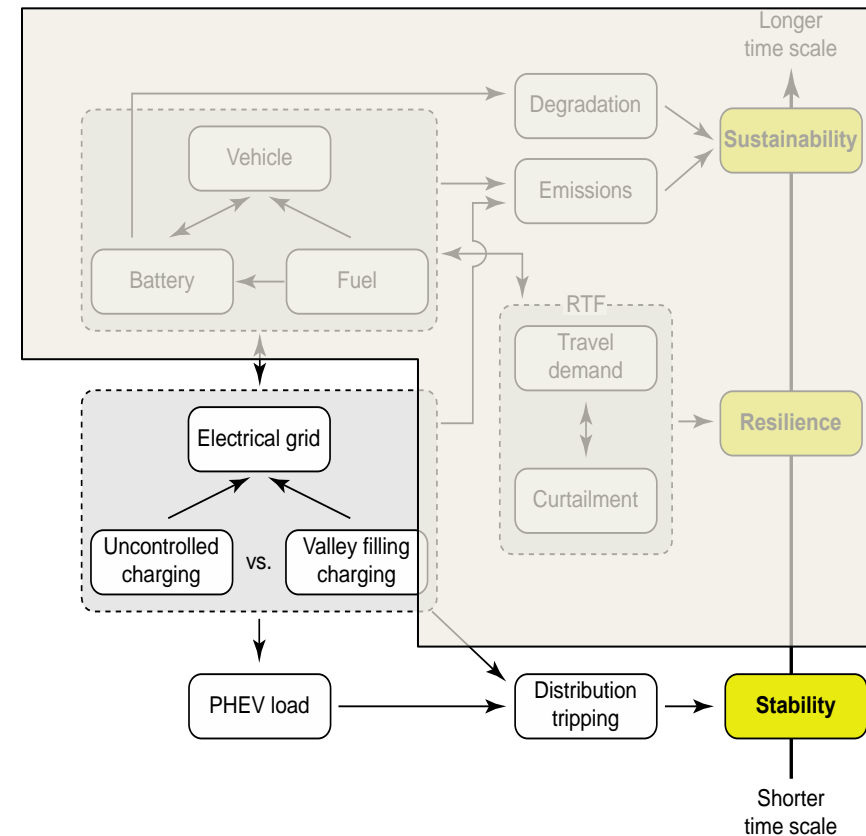 Longer
time scale
Degradation
Sustainability
Vehicle
Emissions
Battery
Fuel
RTF
Travel
demand
Resilience
Electrical grid
Curtailment
Uncontrolled
charging
vs.
Valley filling
charging
PHEV load
Distribution
tripping
Stability
Shorter
time scale